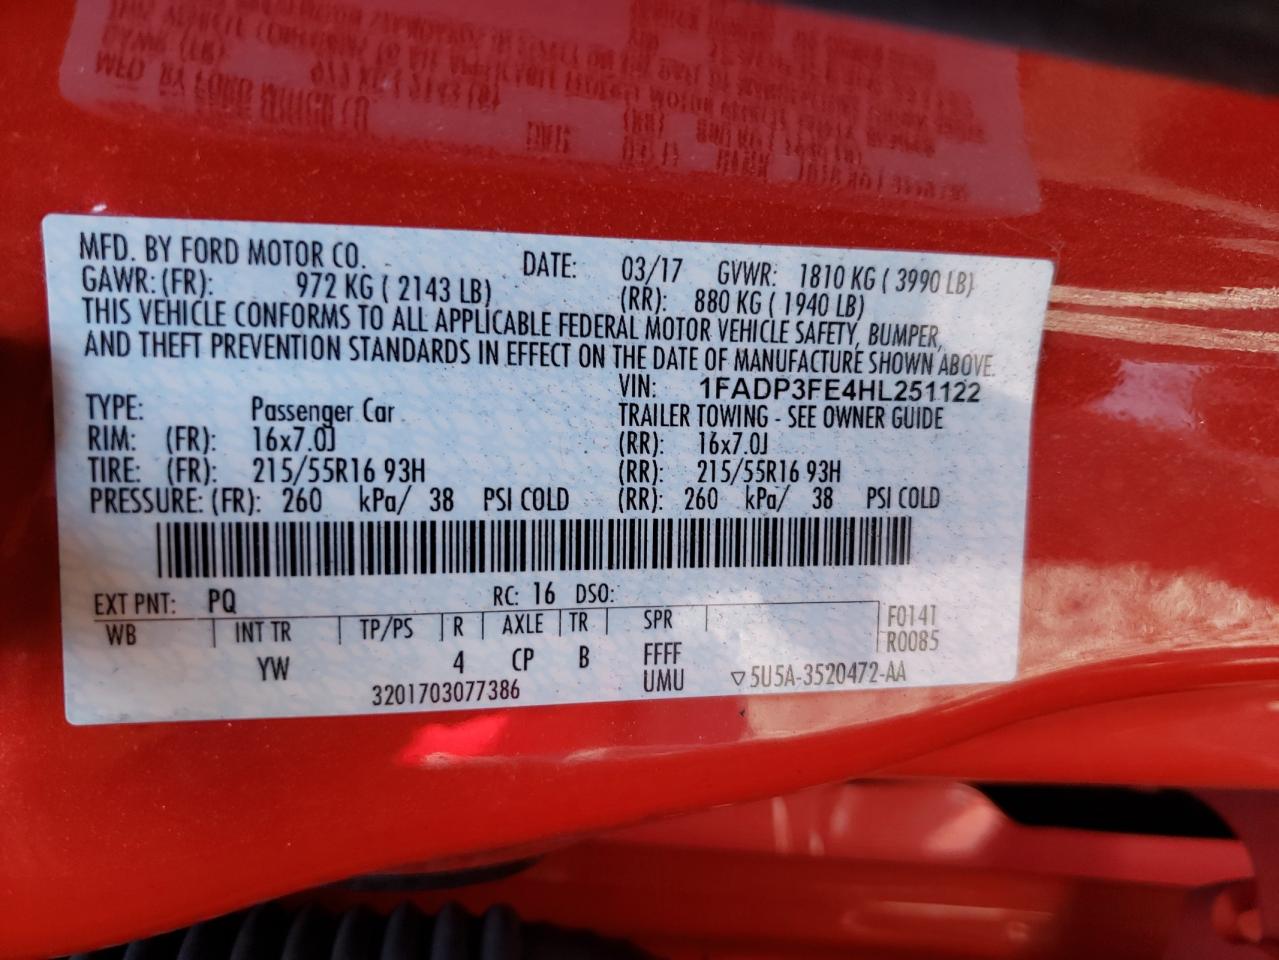 MFD. BY FORD MOTOR CO. DATE: 03/17 GVWR: 1810 KG ( 3990 LB)
GAWR: (FR): 972 KG ( 2143 LB) (RR): 880 KG ( 1940 LB)
THIS VEHICLE CONFORMS TO ALL APPLICABLE FEDERAL MOTOR VEHICLE SAFETY, BUMPER,
AND THEFT PREVENTION STANDARDS IN EFFECT ON THE DATE OF MANUFACTURE SHOWN ABOVE.
VIN: 1FADP3FE4HL251122
TYPE: Passenger Car TRAILER TOWING - SEE OWNER GUIDE
RIM: (FR): 16x7.0J (RR): 16x7.0J
TIRE: (FR): 215/55R16 93H (RR): 215/55R16 93H
PRESSURE: (FR): 260 kPa/ 38 PSI COLD (RR): 260 kPa/ 38 PSI COLD
EXT PNT: PQ RC: 16 DSO:
WB INT TR TP/PS R AXLE TR SPR F0141
R0085
YW 4 CP B FFFF
3201703077386 UMU ▽5U5A-3520472-AA